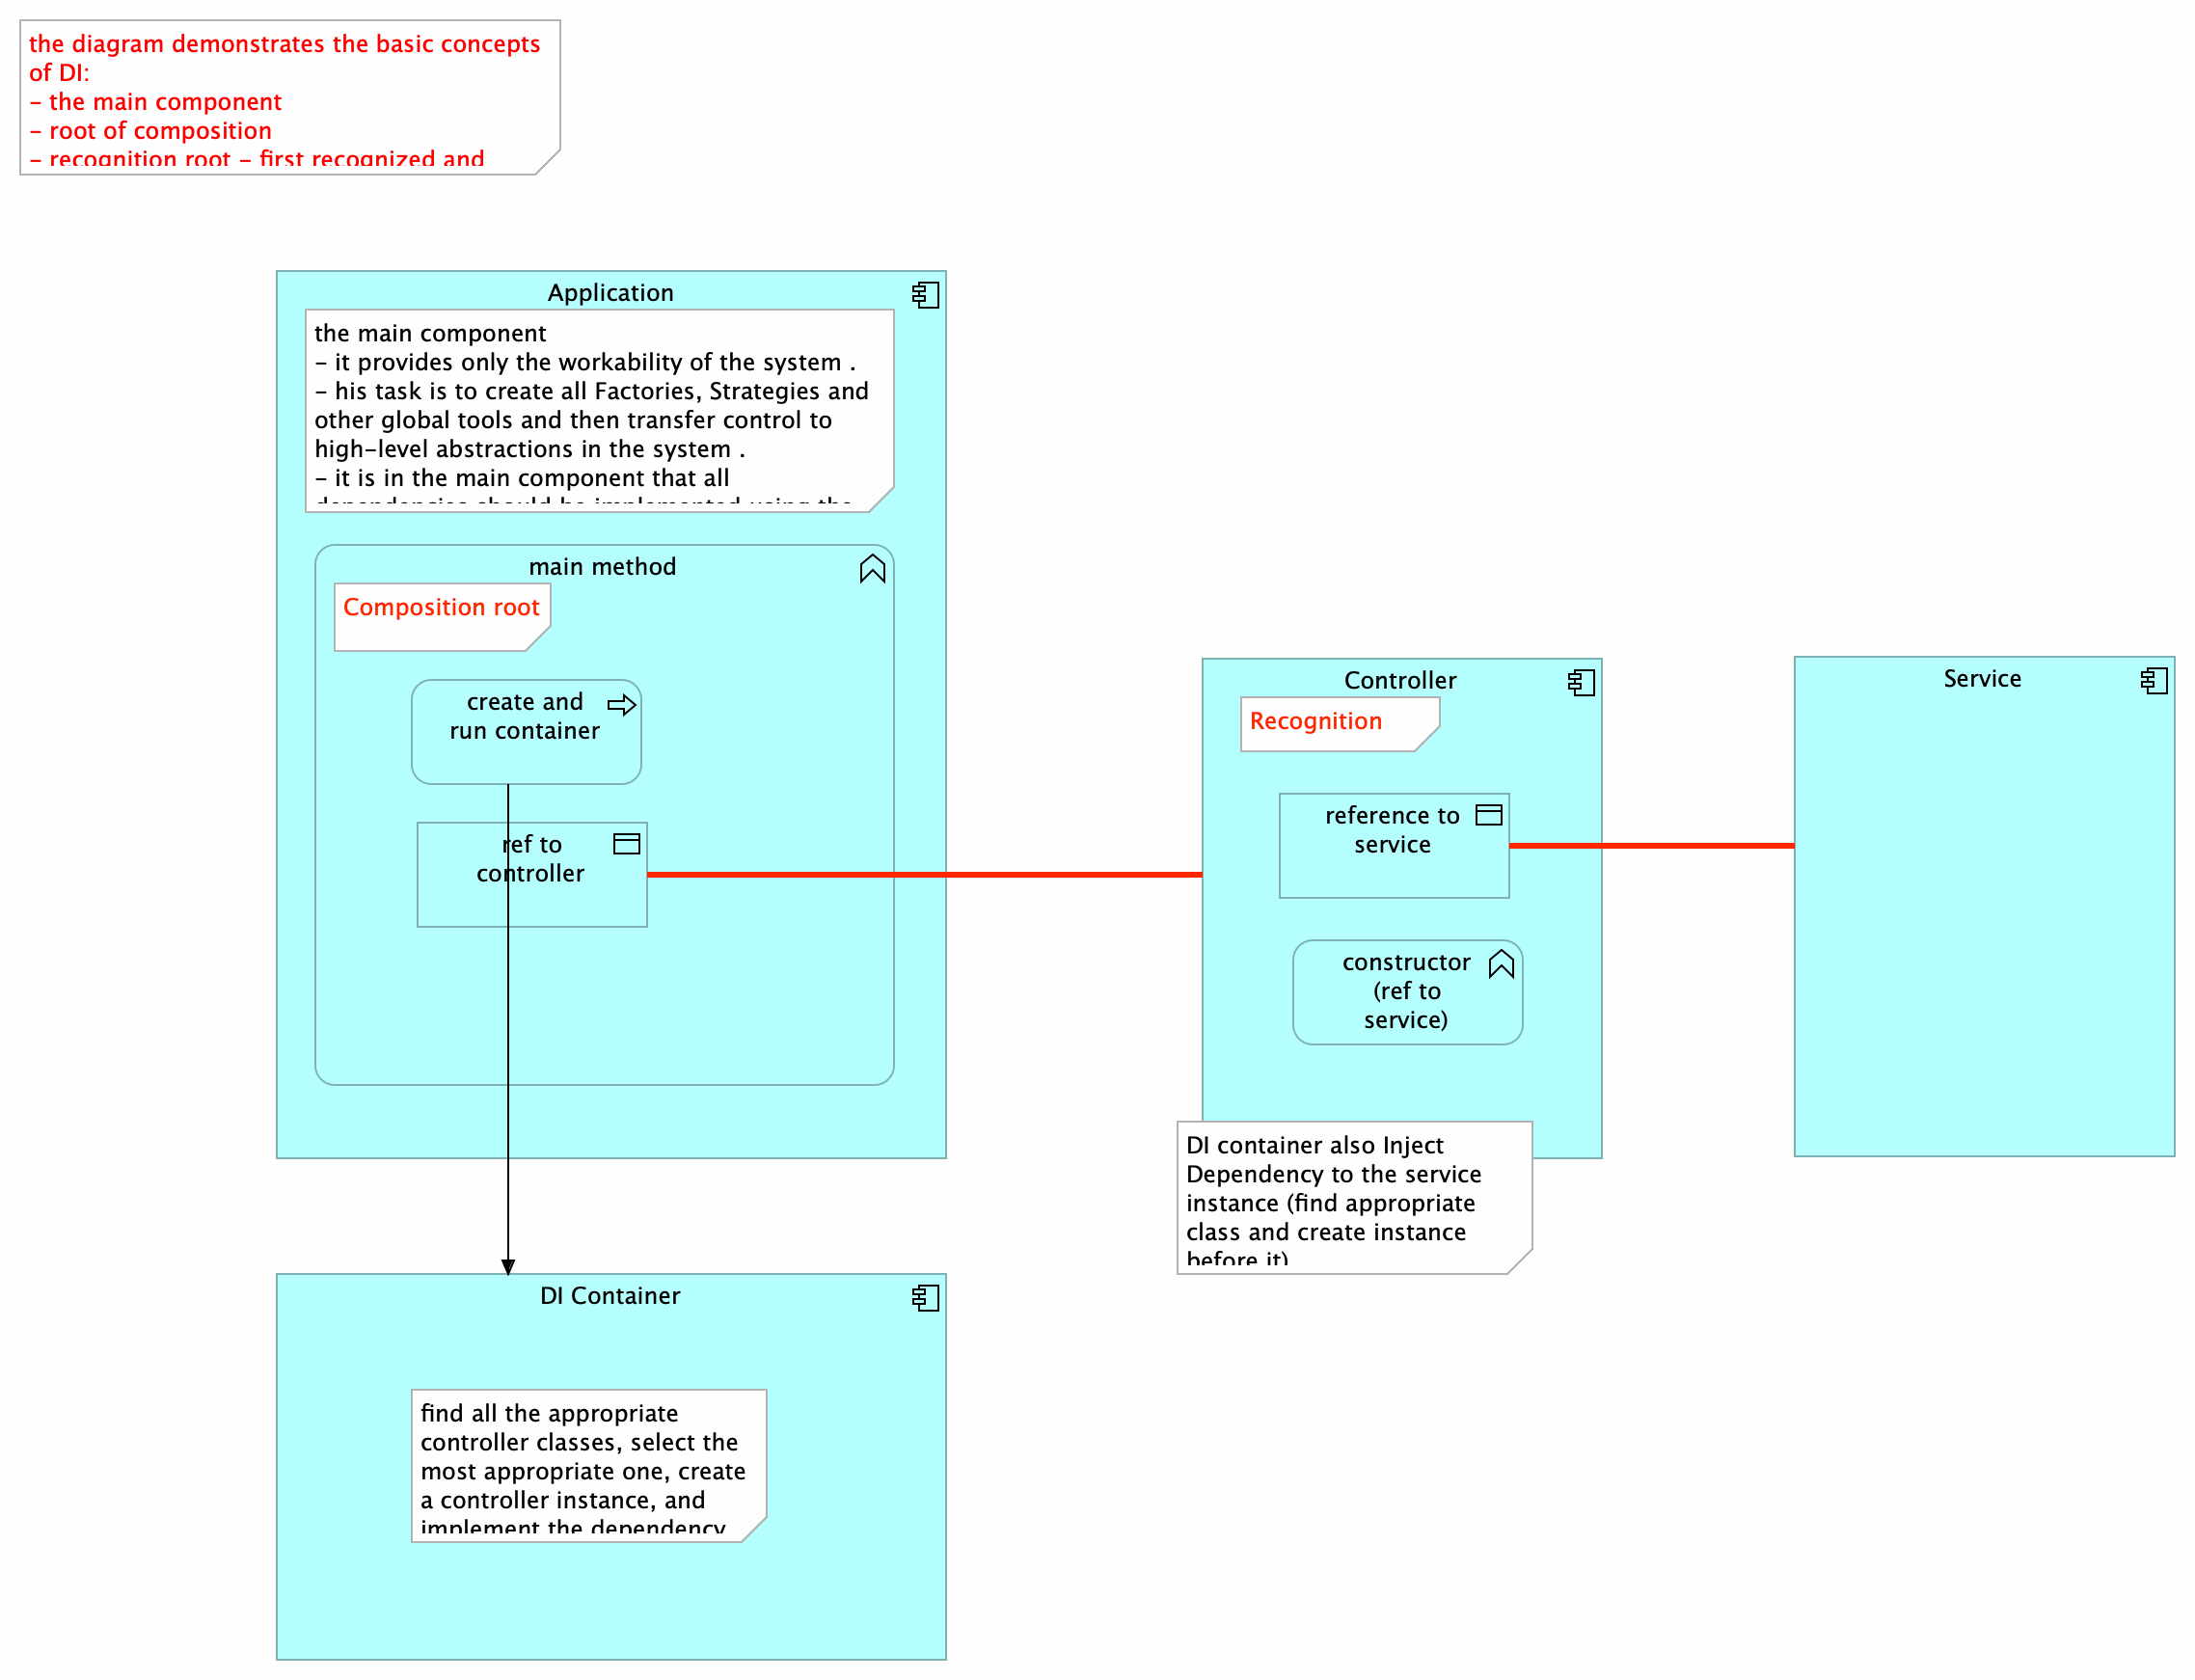 the diagram demonstrates the basic concepts
of DI:
- the main component
- root of composition
- recognition root - first recognized and
Application
the main component
- it provides only the workability of the system .
- his task is to create all Factories, Strategies and
other global tools and then transfer control to
high-level abstractions in the system .
- it is in the main component that all
dependencies should be implemented using the
main method
Composition root
create and
run container
ref to
controller
Controller
Recognition
reference to
service
constructor
(ref to
service)
DI container also Inject
Dependency to the service
instance (find appropriate
class and create instance
before it)
Service
DI Container
find all the appropriate
controller classes, select the
most appropriate one, create
a controller instance, and
implement the dependency